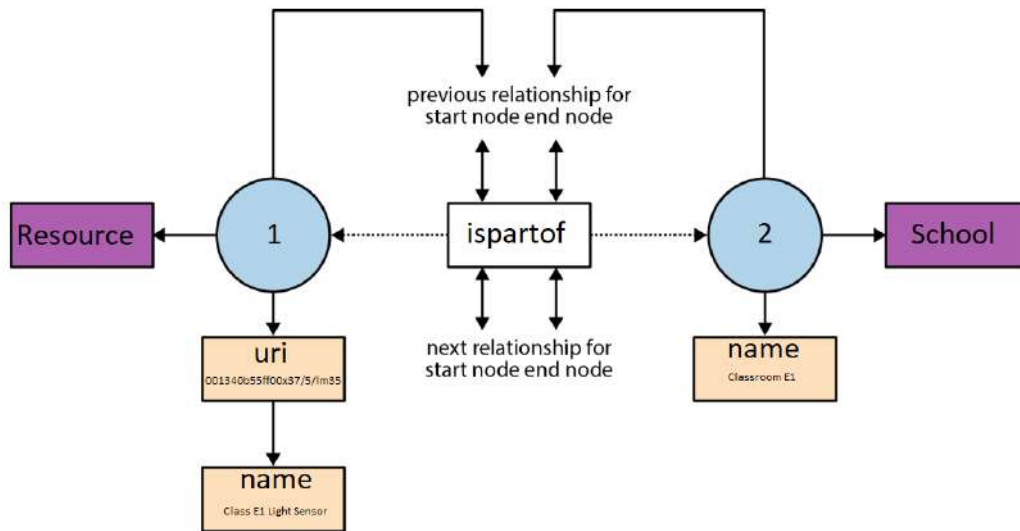 previous relationship for
start node end node
Resource
1
ispartof
2
School
uri
001340b55ff00x37/5/lm35
next relationship for
start node end node
name
Classroom E1
name
Class E1 Light Sensor